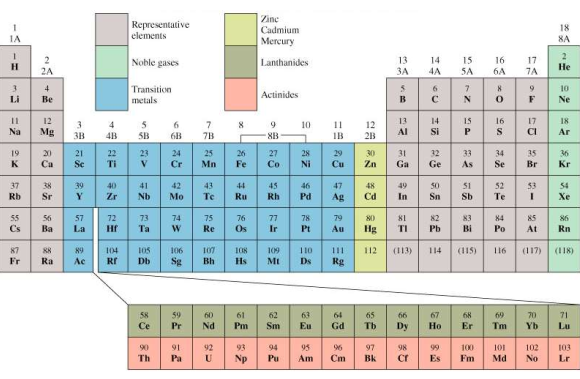 1 18
1A 8A
Representative elements
Noble gases
Transition metals
Zinc Cadmium Mercury
Lanthanides
Actinides
2 13 14 15 16 17
2A 3A 4A 5A 6A 7A
3 4 5 6 7 8 9 10 11 12
3B 4B 5B 6B 7B 8B 1B 2B
1 2
H He
3 4 5 6 7 8 9 10
Li Be B C N O F Ne
11 12 13 14 15 16 17 18
Na Mg Al Si P S Cl Ar
19 20 21 22 23 24 25 26 27 28 29 30 31 32 33 34 35 36
K Ca Sc Ti V Cr Mn Fe Co Ni Cu Zn Ga Ge As Se Br Kr
37 38 39 40 41 42 43 44 45 46 47 48 49 50 51 52 53 54
Rb Sr Y Zr Nb Mo Tc Ru Rh Pd Ag Cd In Sn Sb Te I Xe
55 56 57 72 73 74 75 76 77 78 79 80 81 82 83 84 85 86
Cs Ba La Hf Ta W Re Os Ir Pt Au Hg Tl Pb Bi Po At Rn
87 88 89 104 105 106 107 108 109 110 111 112 (113) 114 (115) 116 (117) (118)
Fr Ra Ac Rf Db Sg Bh Hs Mt Ds Rg
58 59 60 61 62 63 64 65 66 67 68 69 70 71
Ce Pr Nd Pm Sm Eu Gd Tb Dy Ho Er Tm Yb Lu
90 91 92 93 94 95 96 97 98 99 100 101 102 103
Th Pa U Np Pu Am Cm Bk Cf Es Fm Md No Lr